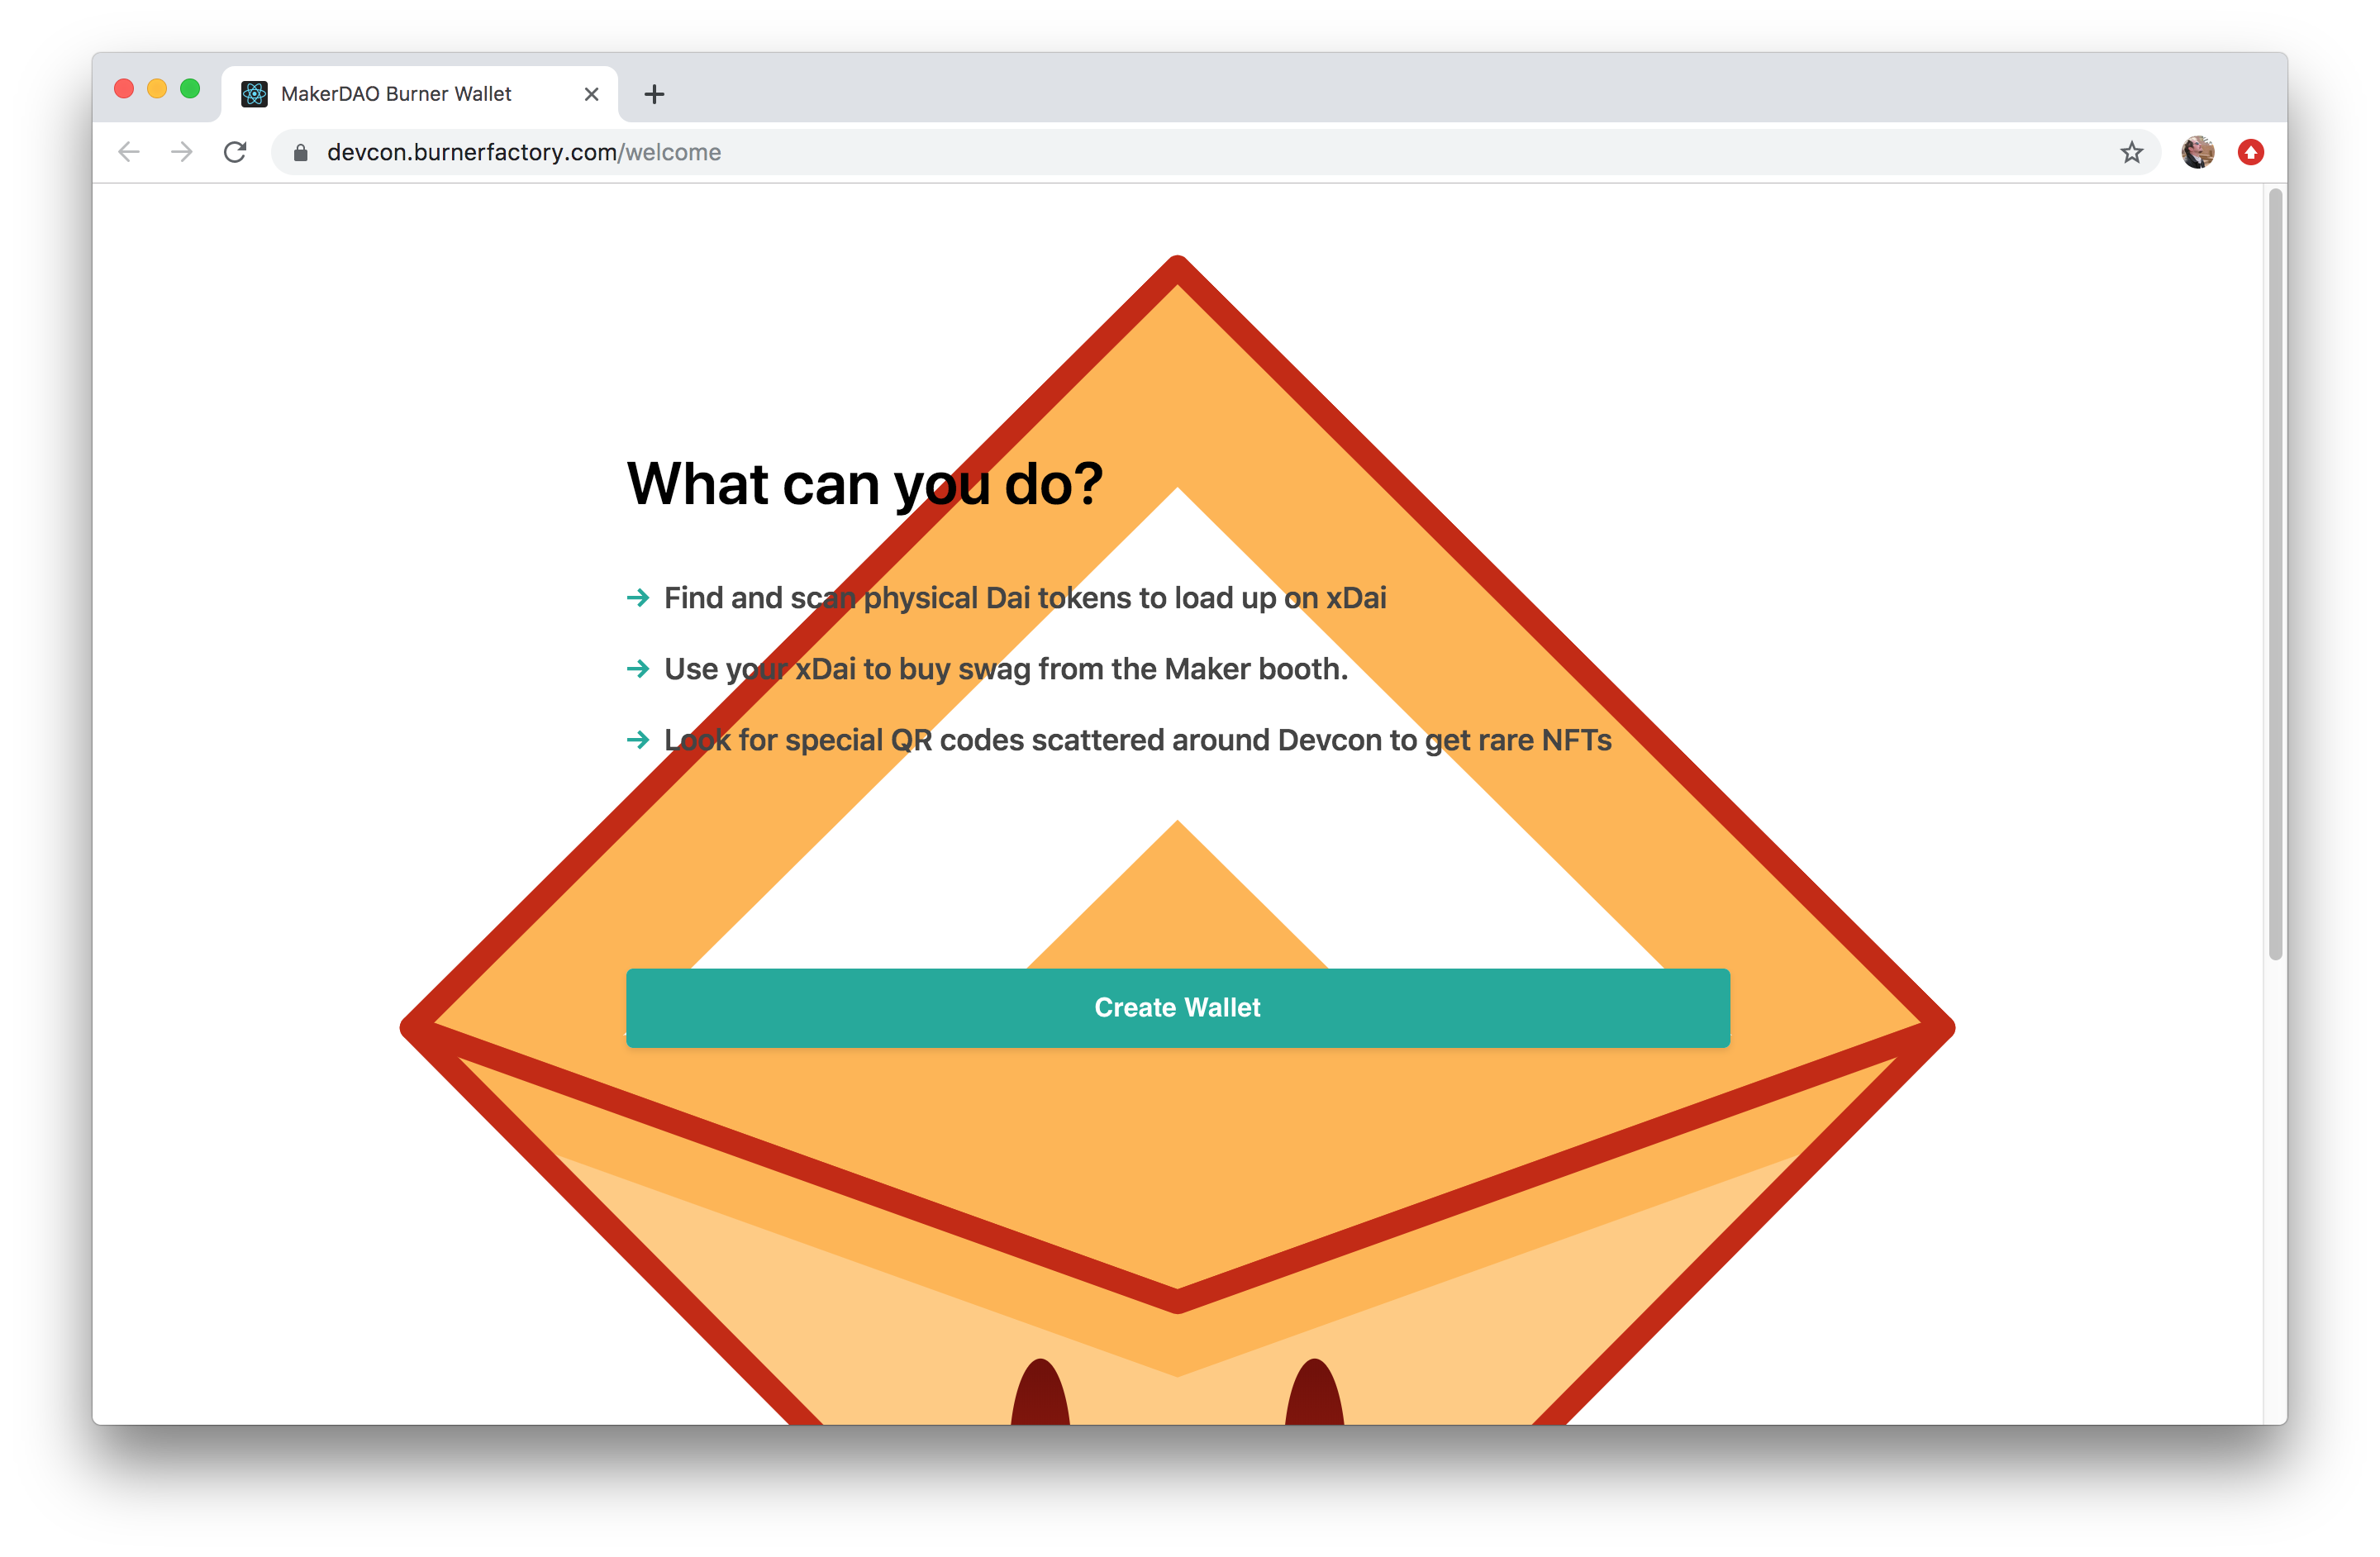 MakerDAO Burner Wallet
devcon.burnerfactory.com/welcome
What can you do?
Find and scan physical Dai tokens to load up on xDai
Use your xDai to buy swag from the Maker booth.
Look for special QR codes scattered around Devcon to get rare NFTs
Create Wallet